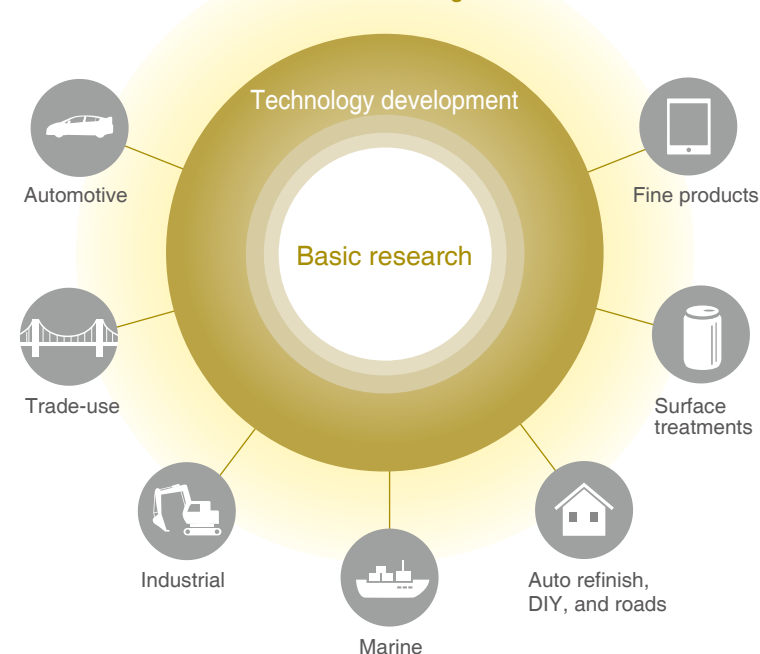 Technology development
Automotive
Fine products
Basic research
Trade-use
Surface
treatments
Industrial
Auto refinish,
DIY, and roads
Marine